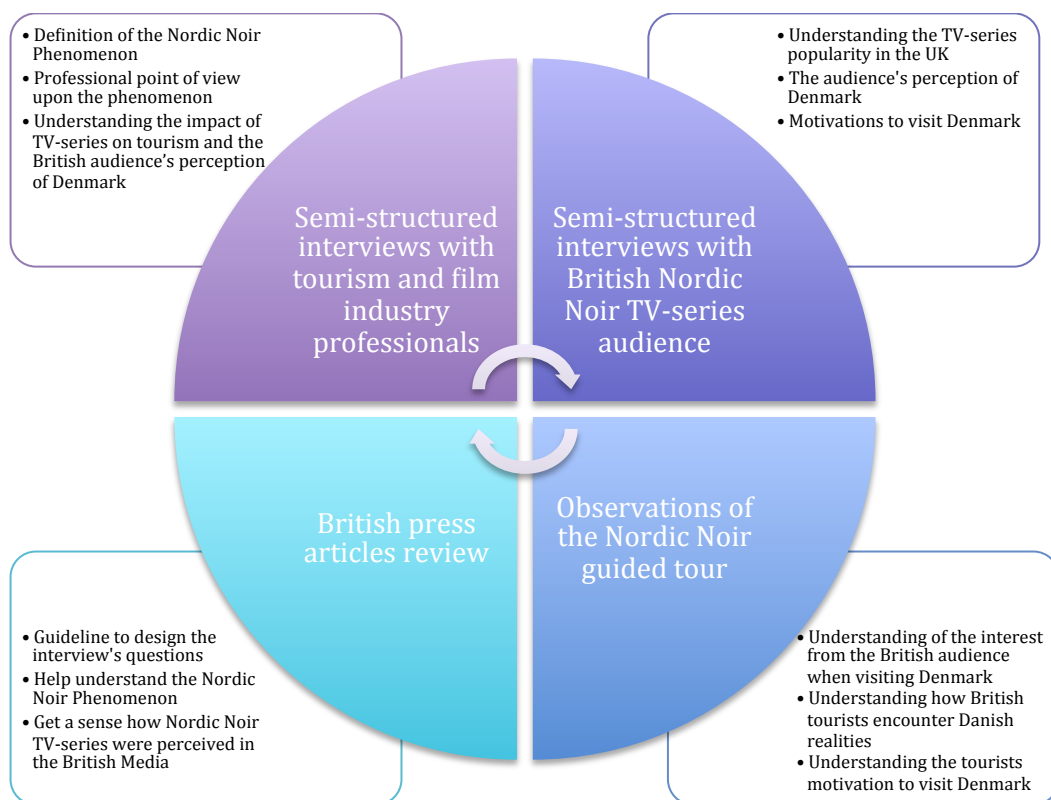 • Definition of the Nordic Noir
Phenomenon
• Professional point of view
upon the phenomenon
• Understanding the impact of
TV-series on tourism and the
British audience's perception
of Denmark
• Understanding the TV-series
popularity in the UK
• The audience's perception of
Denmark
• Motivations to visit Denmark
Semi-structured
interviews with
tourism and film
industry
professionals
Semi-structured
interviews with
British Nordic
Noir TV-series
audience
British press
articles review
Observations of
the Nordic Noir
guided tour
• Guideline to design the
interview's questions
• Help understand the Nordic
Noir Phenomenon
• Get a sense how Nordic Noir
TV-series were perceived in
the British Media
• Understanding of the interest
from the British audience
when visiting Denmark
• Understanding how British
tourists encounter Danish
realities
• Understanding the tourists
motivation to visit Denmark